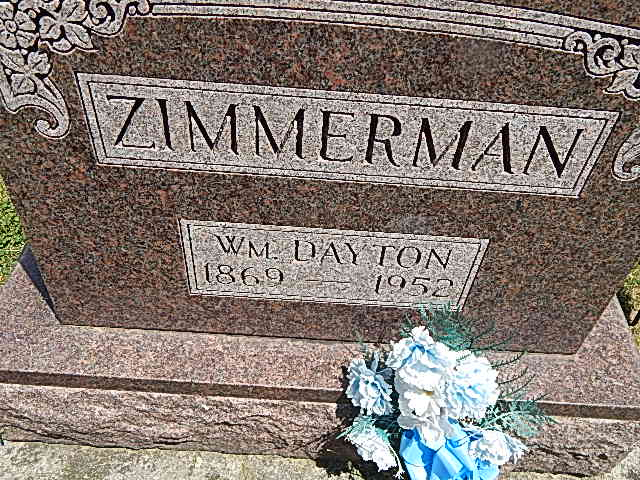 ZIMMERMAN
WM. DAYTON
1869 — 1952